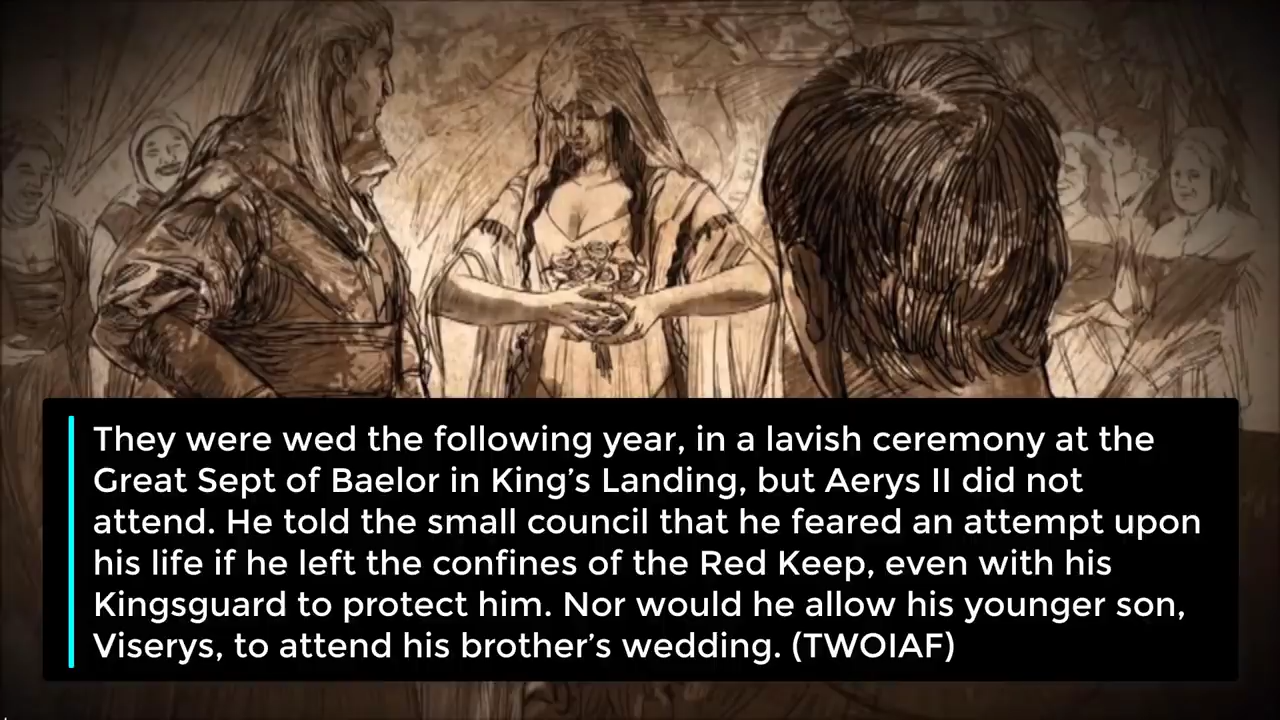 They were wed the following year, in a lavish ceremony at the
Great Sept of Baelor in King’s Landing, but Aerys II did not
attend. He told the small council that he feared an attempt upon
his life if he left the confines of the Red Keep, even with his
Kingsguard to protect him. Nor would he allow his younger son,
Viserys, to attend his brother’s wedding. (TWOIAF)